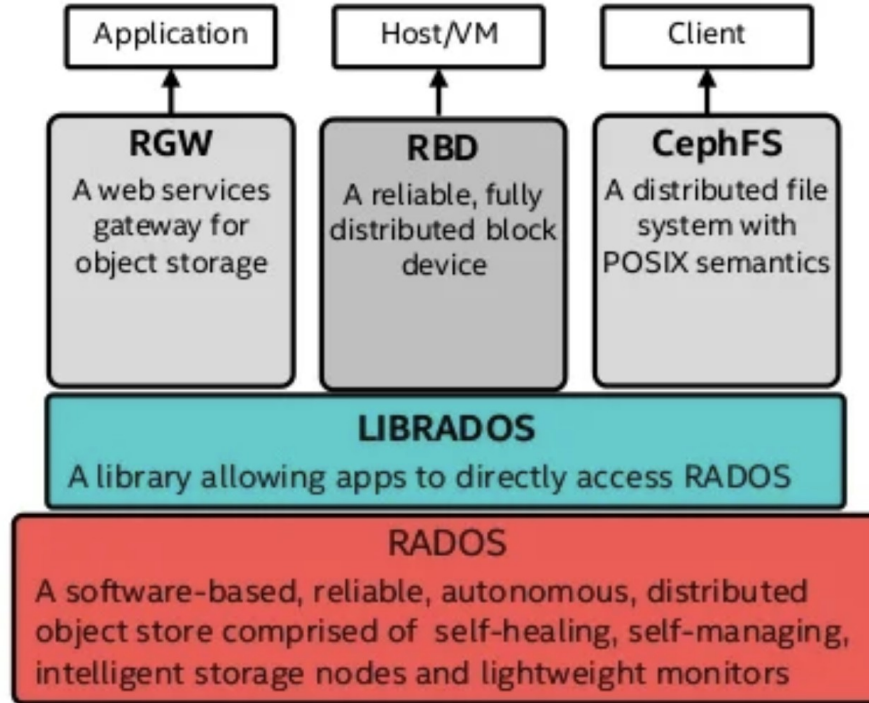 Application
Host/VM
Client
RGW
A web services
gateway for
object storage
RBD
A reliable, fully
distributed block
device
CephFS
A distributed file
system with
POSIX semantics
LIBRADOS
A library allowing apps to directly access RADOS
RADOS
A software-based, reliable, autonomous, distributed
object store comprised of self-healing, self-managing,
intelligent storage nodes and lightweight monitors